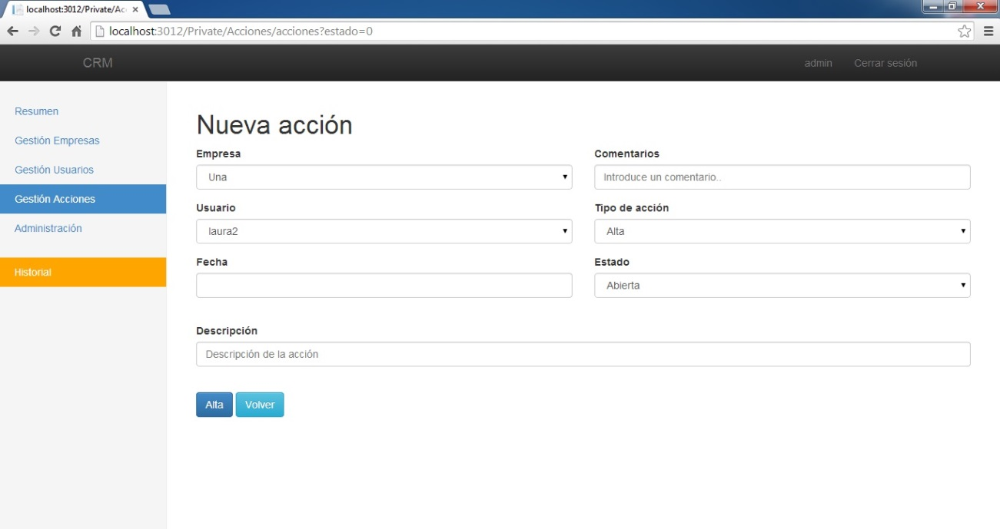 localhost:3012/Private/Ac
localhost:3012/Private/Acciones/acciones?estado=0
CRM
admin
Cerrar sesión
Resumen
Gestión Empresas
Gestión Usuarios
Gestión Acciones
Administración
Historial
Nueva acción
Empresa
Una
Comentarios
Introduce un comentario..
Usuario
laura2
Tipo de acción
Alta
Fecha
Estado
Abierta
Descripción
Descripción de la acción
Alta
Volver